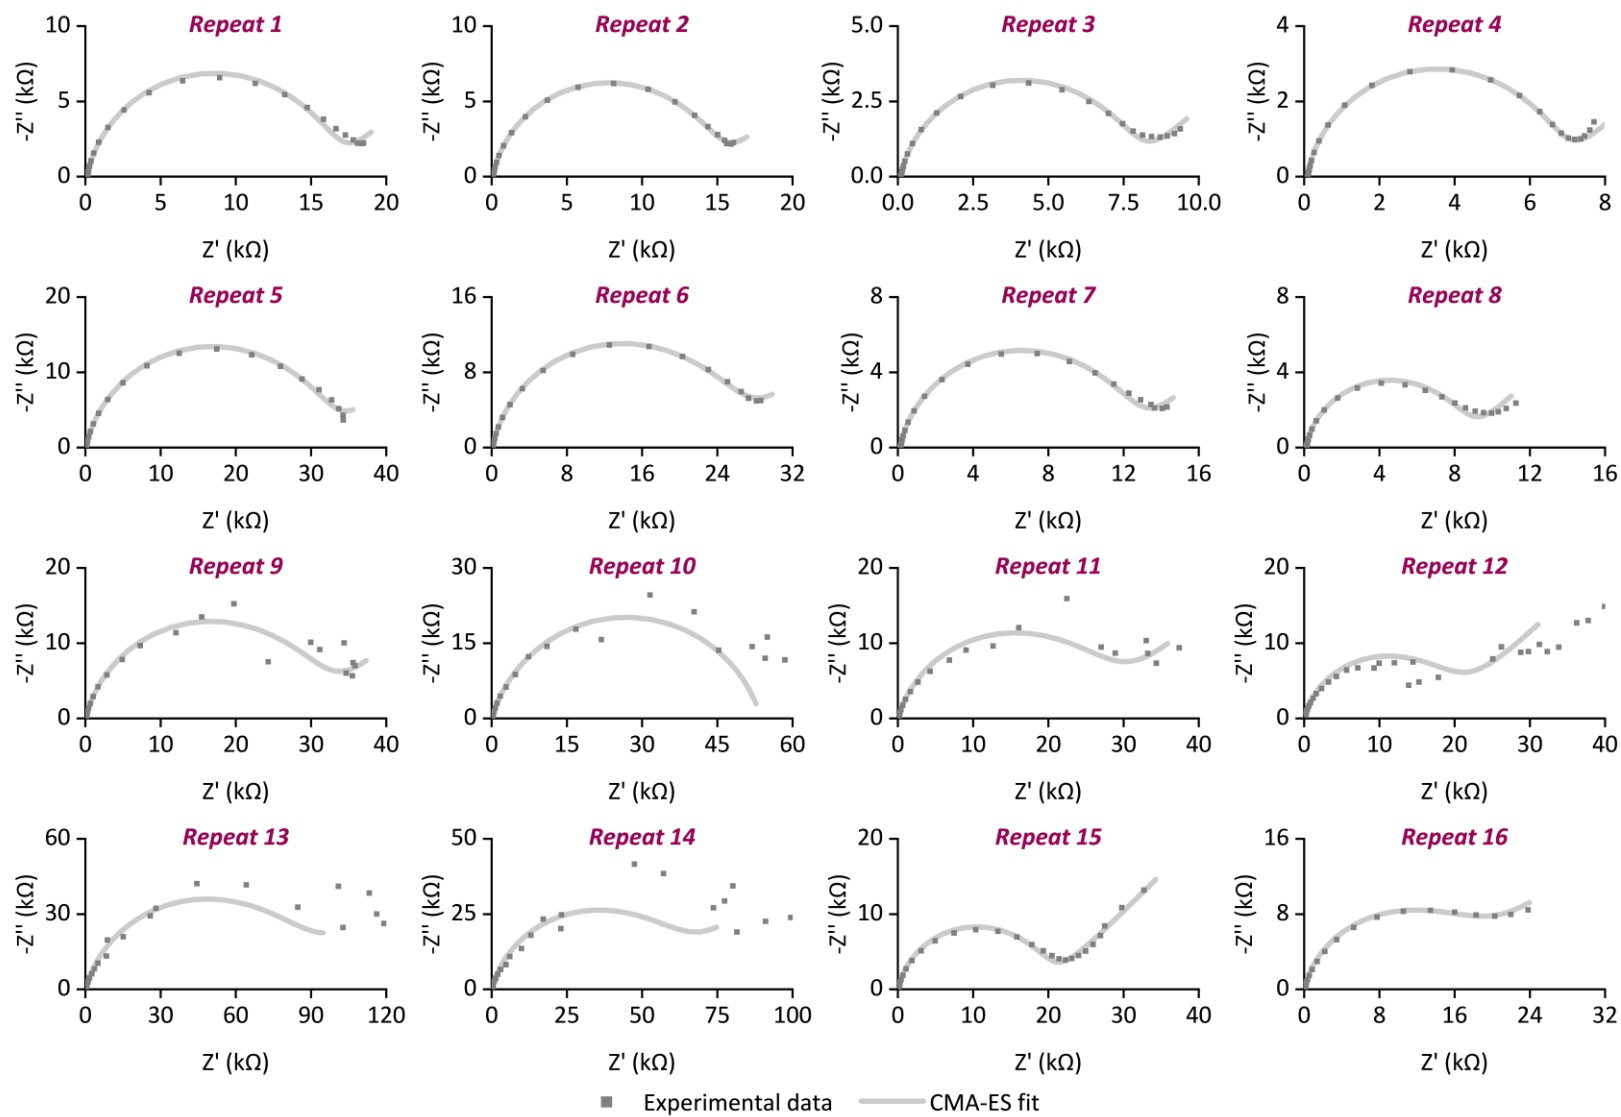 Repeat 1
-Z'' (kΩ)
10
5
0
0 5 10 15 20
Z' (kΩ)
Repeat 2
-Z'' (kΩ)
10
5
0
0 5 10 15 20
Z' (kΩ)
Repeat 3
-Z'' (kΩ)
5.0
2.5
0.0
0.0 2.5 5.0 7.5 10.0
Z' (kΩ)
Repeat 4
-Z'' (kΩ)
4
2
0
0 2 4 6 8
Z' (kΩ)
Repeat 5
-Z'' (kΩ)
20
10
0
0 10 20 30 40
Z' (kΩ)
Repeat 6
-Z'' (kΩ)
16
8
0
0 8 16 24 32
Z' (kΩ)
Repeat 7
-Z'' (kΩ)
8
4
0
0 4 8 12 16
Z' (kΩ)
Repeat 8
-Z'' (kΩ)
8
4
0
0 4 8 12 16
Z' (kΩ)
Repeat 9
-Z'' (kΩ)
20
10
0
0 10 20 30 40
Z' (kΩ)
Repeat 10
-Z'' (kΩ)
30
15
0
0 15 30 45 60
Z' (kΩ)
Repeat 11
-Z'' (kΩ)
20
10
0
0 10 20 30 40
Z' (kΩ)
Repeat 12
-Z'' (kΩ)
20
10
0
0 10 20 30 40
Z' (kΩ)
Repeat 13
-Z'' (kΩ)
60
30
0
0 30 60 90 120
Z' (kΩ)
Repeat 14
-Z'' (kΩ)
50
25
0
0 25 50 75 100
Z' (kΩ)
Repeat 15
-Z'' (kΩ)
20
10
0
0 10 20 30 40
Z' (kΩ)
Repeat 16
-Z'' (kΩ)
16
8
0
0 8 16 24 32
Z' (kΩ)
Experimental data CMA-ES fit